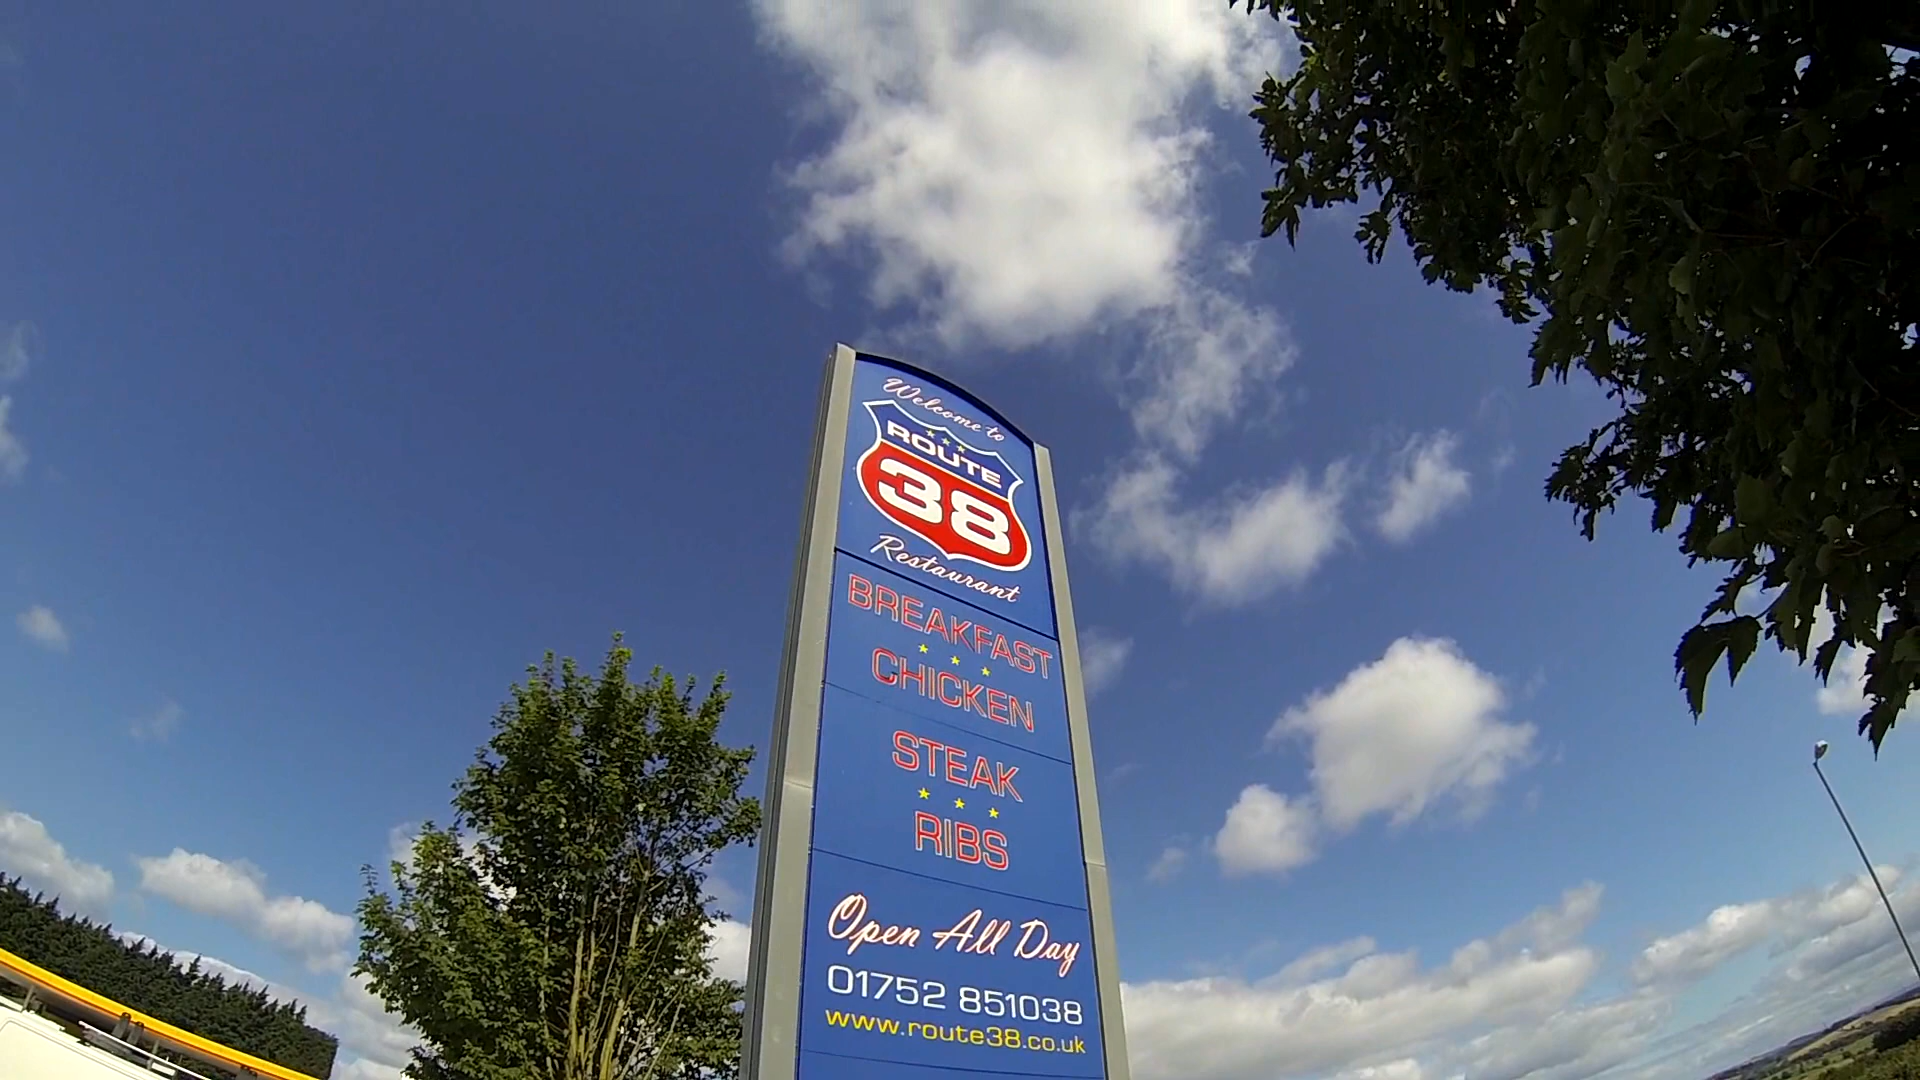 Welcome to
ROUTE
38
Restaurant
BREAKFAST
CHICKEN
STEAK
RIBS
Open All Day
01752 851038
www.route38.co.uk